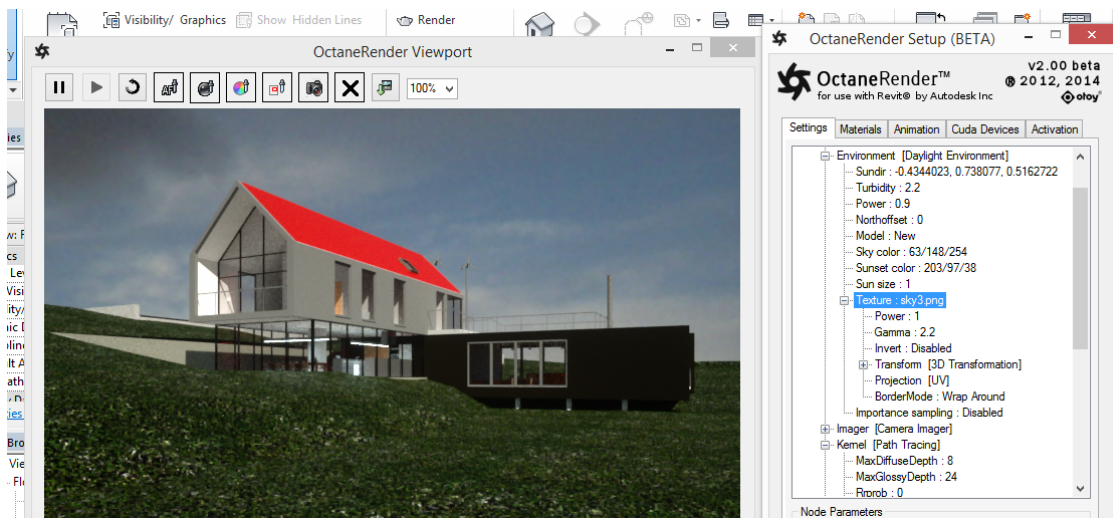 Visibility/ Graphics
Show Hidden Lines
Render
OctaneRender Viewport
AF
100%
OctaneRender Setup (BETA)
OctaneRender™
for use with Revit® by Autodesk Inc
v2.00 beta
® 2012, 2014
otoy
Settings
Materials
Animation
Cuda Devices
Activation
Environment [Daylight Environment]
Sundir : -0.4344023, 0.738077, 0.5162722
Turbidity : 2.2
Power : 0.9
Northoffset : 0
Model : New
Sky color : 63/148/254
Sunset color : 203/97/38
Sun size : 1
Texture : sky3.png
Power : 1
Gamma : 2.2
Invert : Disabled
Transform [3D Transformation]
Projection [UV]
BorderMode : Wrap Around
Importance sampling : Disabled
Imager [Camera Imager]
Kernel [Path Tracing]
MaxDiffuseDepth : 8
MaxGlossyDepth : 24
Rrprob : 0
Node Parameters